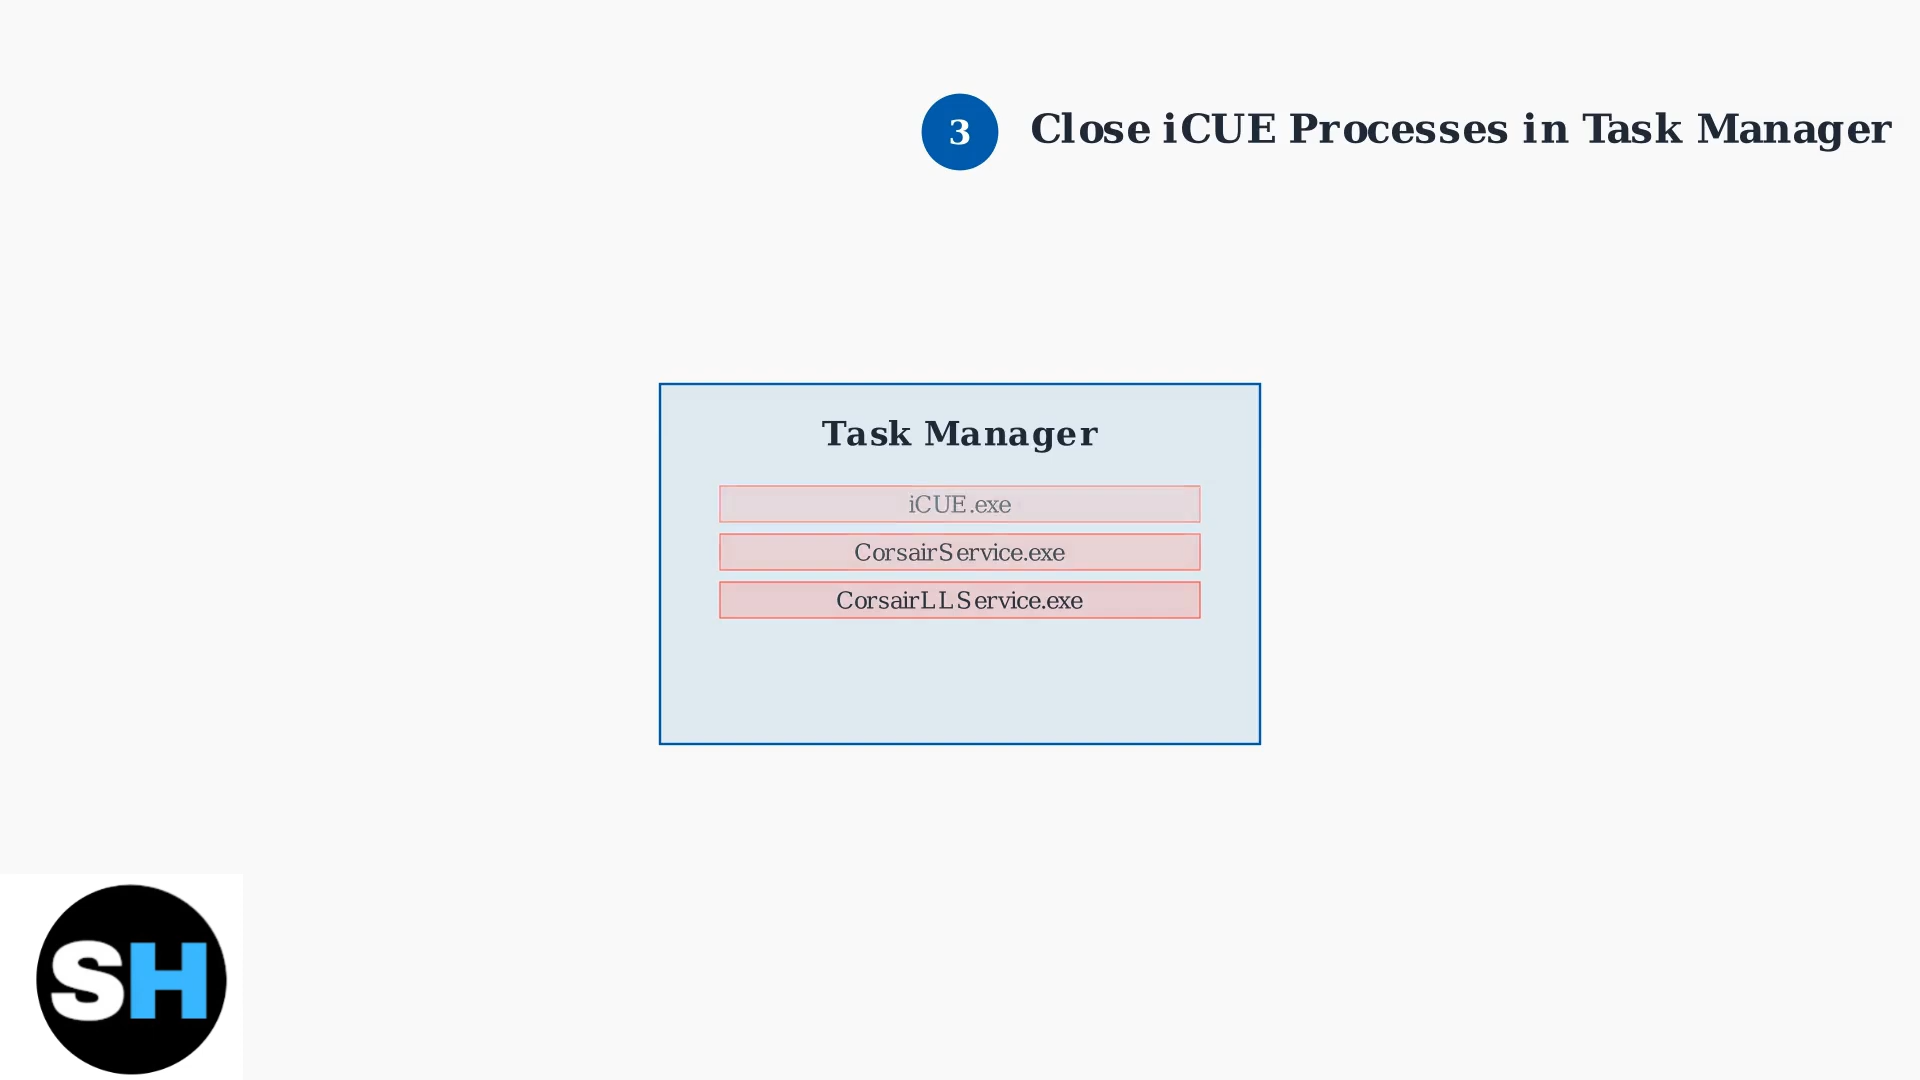 3 Close iCUE Processes in Task Manager
Task Manager
iCUE.exe
CorsairService.exe
CorsairLLService.exe
SH